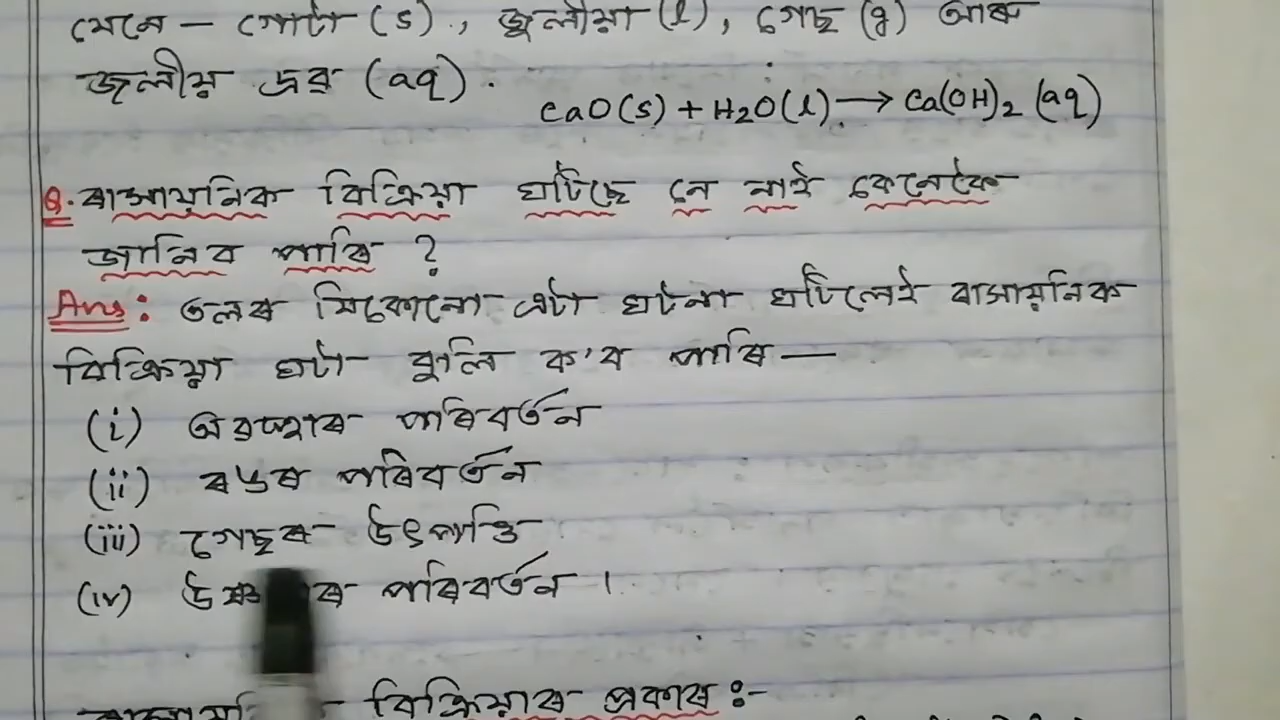 যেনে — গোটা (s), জুলীয়া (l), গেছ (g) আৰু
জলীয় দ্ৰৱ (aq).
CaO(s) + H2O(l) → Ca(OH)2 (aq)
Q. ৰাসায়নিক বিক্ৰিয়া ঘটিছে নে নাই কেনেকৈ
জানিব পাৰি ?
Ans: তলৰ যিকোনো এটা ঘটনা ঘটিলেই ৰাসায়নিক
বিক্ৰিয়া ঘটা বুলি ক'ব পাৰি —
(i) অৱস্থাৰ পৰিবৰ্তন
(ii) ৰঙৰ পৰিবৰ্তন
(iii) গেছৰ উৎপত্তি
(iv) পৰিবৰ্তন ।
বিক্ৰিয়াৰ প্ৰকাৰ :-